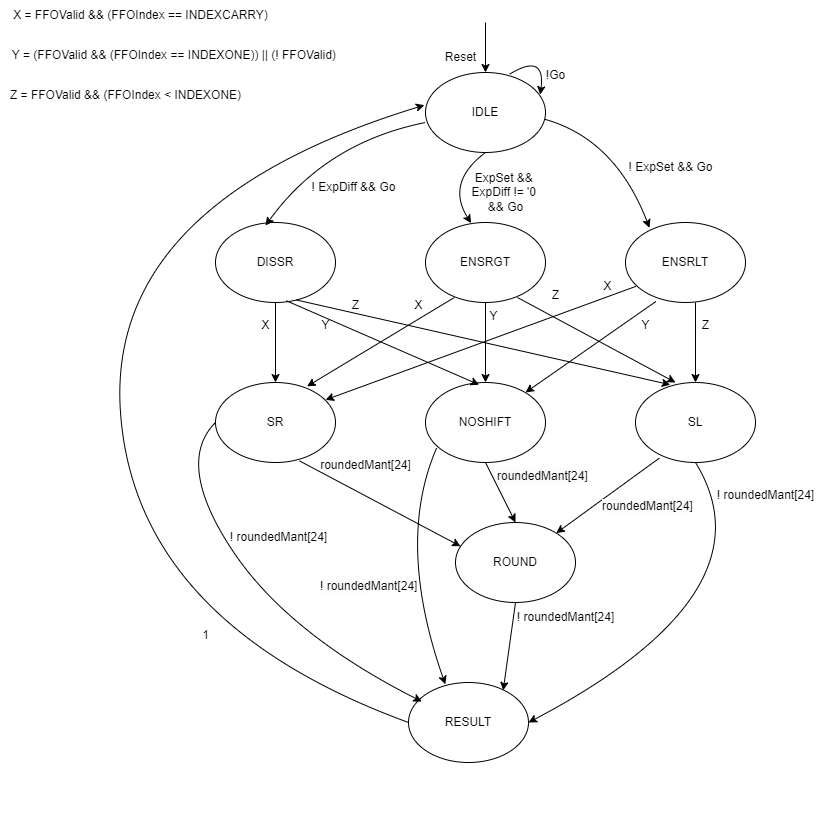 X = FFOValid && (FFOIndex == INDEXCARRY)
Y = (FFOValid && (FFOIndex == INDEXONE)) || (! FFOValid)
Z = FFOValid && (FFOIndex < INDEXONE)
Reset
!Go
IDLE
! ExpDiff && Go
ExpSet &&
ExpDiff != '0
&& Go
! ExpSet && Go
DISSR
ENSRGT
ENSRLT
X
Y
Z
X
Y
Z
X
Y
Z
SR
NOSHIFT
SL
roundedMant[24]
roundedMant[24]
roundedMant[24]
! roundedMant[24]
! roundedMant[24]
! roundedMant[24]
ROUND
! roundedMant[24]
1
RESULT